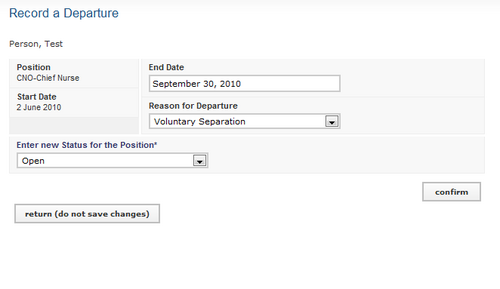 Record a Departure
Person, Test
Position
CNO-Chief Nurse
Start Date
2 June 2010
End Date
September 30, 2010
Reason for Departure
Voluntary Separation
Enter new Status for the Position*
Open
confirm
return (do not save changes)